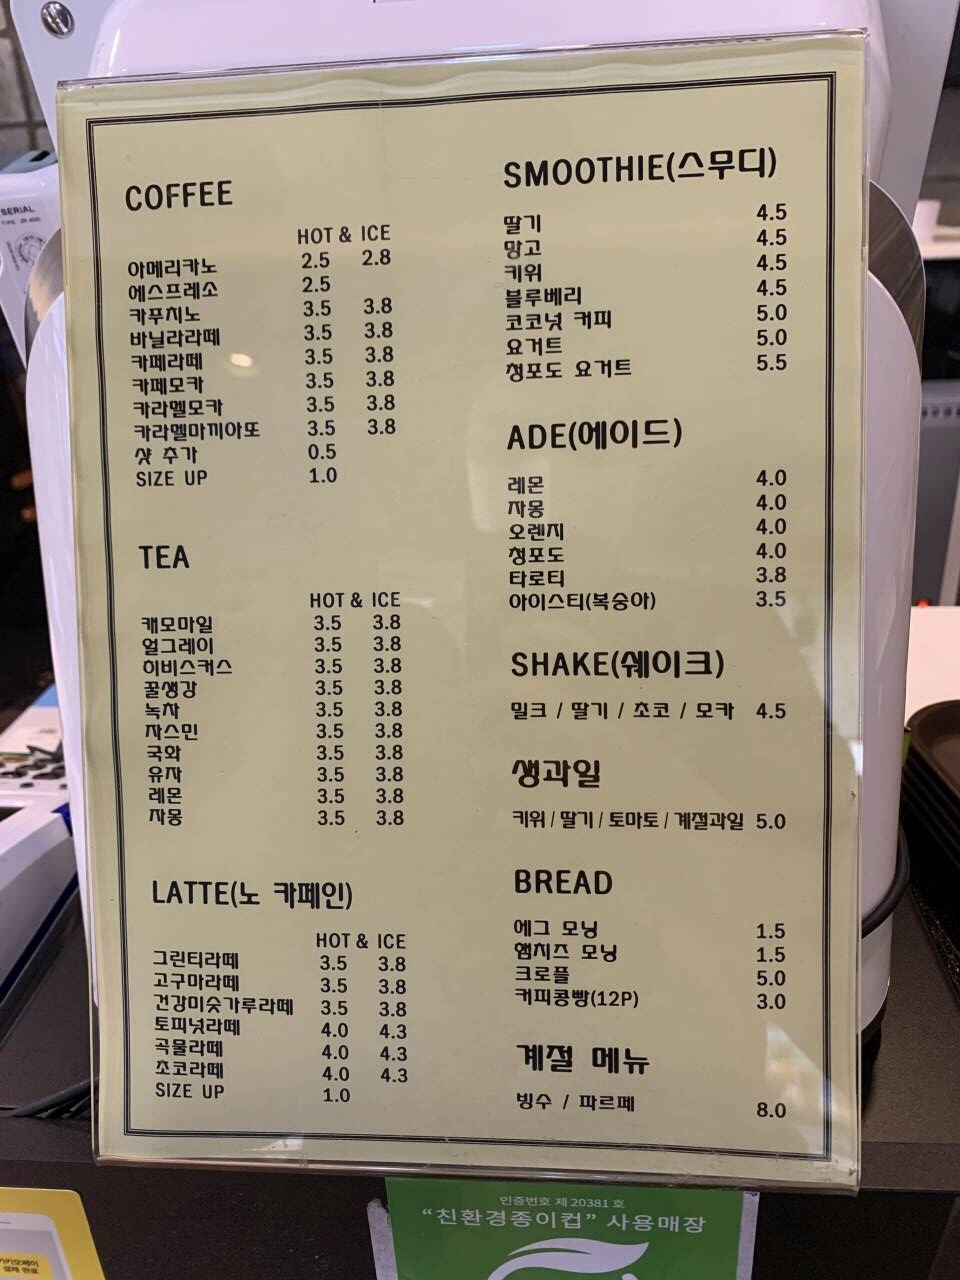 SERIAL
COFFEE
HOT & ICE
아메리카노 2.5 2.8
에스프레소 2.5
카푸치노 3.5 3.8
바닐라라떼 3.5 3.8
카페라떼 3.5 3.8
카페모카 3.5 3.8
카라멜모카 3.5 3.8
카라멜마끼아또 3.5 3.8
샷 추가 0.5
SIZE UP 1.0
TEA
HOT & ICE
캐모마일 3.5 3.8
얼그레이 3.5 3.8
히비스커스 3.5 3.8
꿀생강 3.5 3.8
녹차 3.5 3.8
자스민 3.5 3.8
국화 3.5 3.8
유자 3.5 3.8
레몬 3.5 3.8
자몽 3.5 3.8
LATTE(노 카페인)
HOT & ICE
그린티라떼 3.5 3.8
고구마라떼 3.5 3.8
건강미숫가루라떼 3.5 3.8
토피넛라떼 4.0 4.3
곡물라떼 4.0 4.3
초코라떼 4.0 4.3
SIZE UP 1.0
SMOOTHIE(스무디)
딸기 4.5
망고 4.5
키위 4.5
블루베리 4.5
코코넛 커피 5.0
요거트 5.0
청포도 요거트 5.5
ADE(에이드)
레몬 4.0
자몽 4.0
오렌지 4.0
청포도 4.0
타로티 3.8
아이스티(복숭아) 3.5
SHAKE(쉐이크)
밀크 / 딸기 / 초코 / 모카 4.5
생과일
키위 / 딸기 / 토마토 / 계절과일 5.0
BREAD
에그 모닝 1.5
햄치즈 모닝 1.5
크로플 5.0
커피콩빵(12P) 3.0
계절 메뉴
빙수 / 파르페 8.0
인증번호 제 20381 호
“친환경종이컵” 사용매장